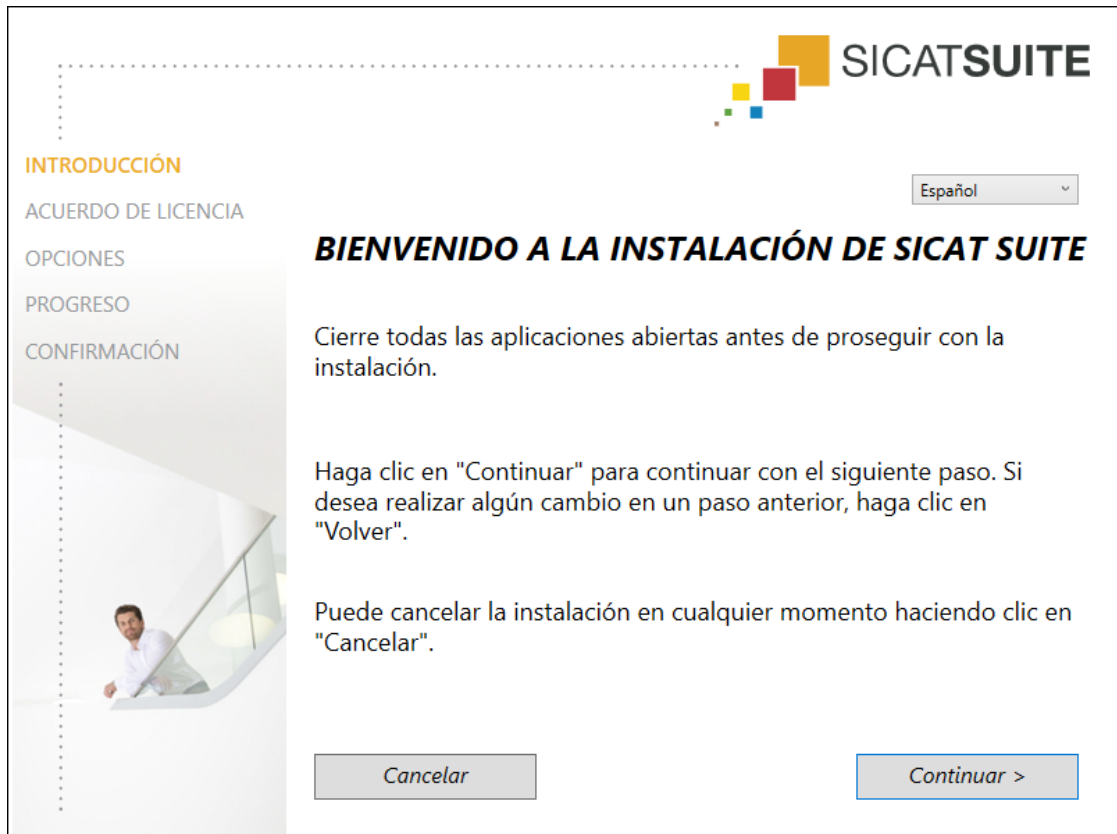 SICATSUITE
INTRODUCCIÓN
ACUERDO DE LICENCIA
OPCIONES
PROGRESO
CONFIRMACIÓN
Español
BIENVENIDO A LA INSTALACIÓN DE SICAT SUITE
Cierre todas las aplicaciones abiertas antes de proseguir con la
instalación.
Haga clic en "Continuar" para continuar con el siguiente paso. Si
desea realizar algún cambio en un paso anterior, haga clic en
"Volver".
Puede cancelar la instalación en cualquier momento haciendo clic en
"Cancelar".
Cancelar
Continuar >